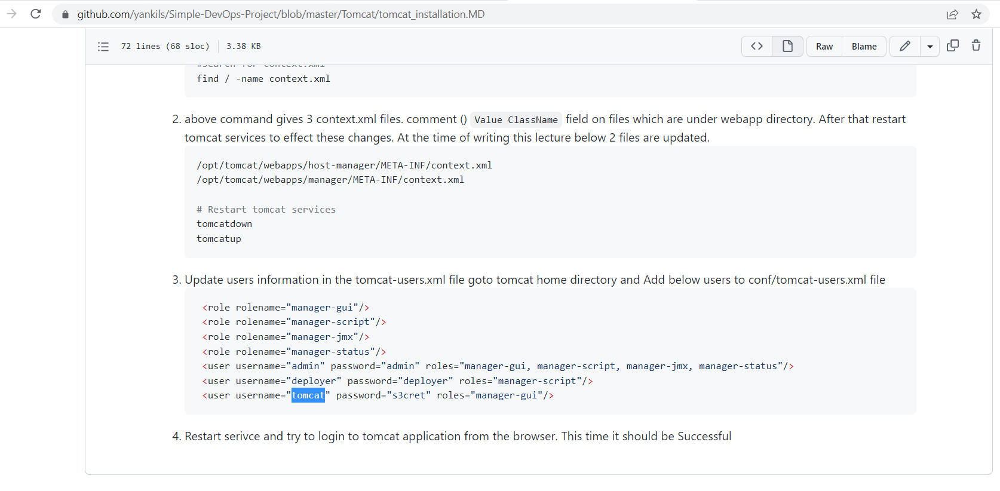 github.com/yankils/Simple-DevOps-Project/blob/master/Tomcat/tomcat_installation.MD
72 lines (68 sloc) 3.38 KB
Raw Blame
#search for context.xml
find / -name context.xml
2. above command gives 3 context.xml files. comment () Value ClassName field on files which are under webapp directory. After that restart
tomcat services to effect these changes. At the time of writing this lecture below 2 files are updated.
/opt/tomcat/webapps/host-manager/META-INF/context.xml
/opt/tomcat/webapps/manager/META-INF/context.xml
# Restart tomcat services
tomcatdown
tomcatup
3. Update users information in the tomcat-users.xml file goto tomcat home directory and Add below users to conf/tomcat-users.xml file
<role rolename="manager-gui"/>
<role rolename="manager-script"/>
<role rolename="manager-jmx"/>
<role rolename="manager-status"/>
<user username="admin" password="admin" roles="manager-gui, manager-script, manager-jmx, manager-status"/>
<user username="deployer" password="deployer" roles="manager-script"/>
<user username="tomcat" password="s3cret" roles="manager-gui"/>
4. Restart serivce and try to login to tomcat application from the browser. This time it should be Successful